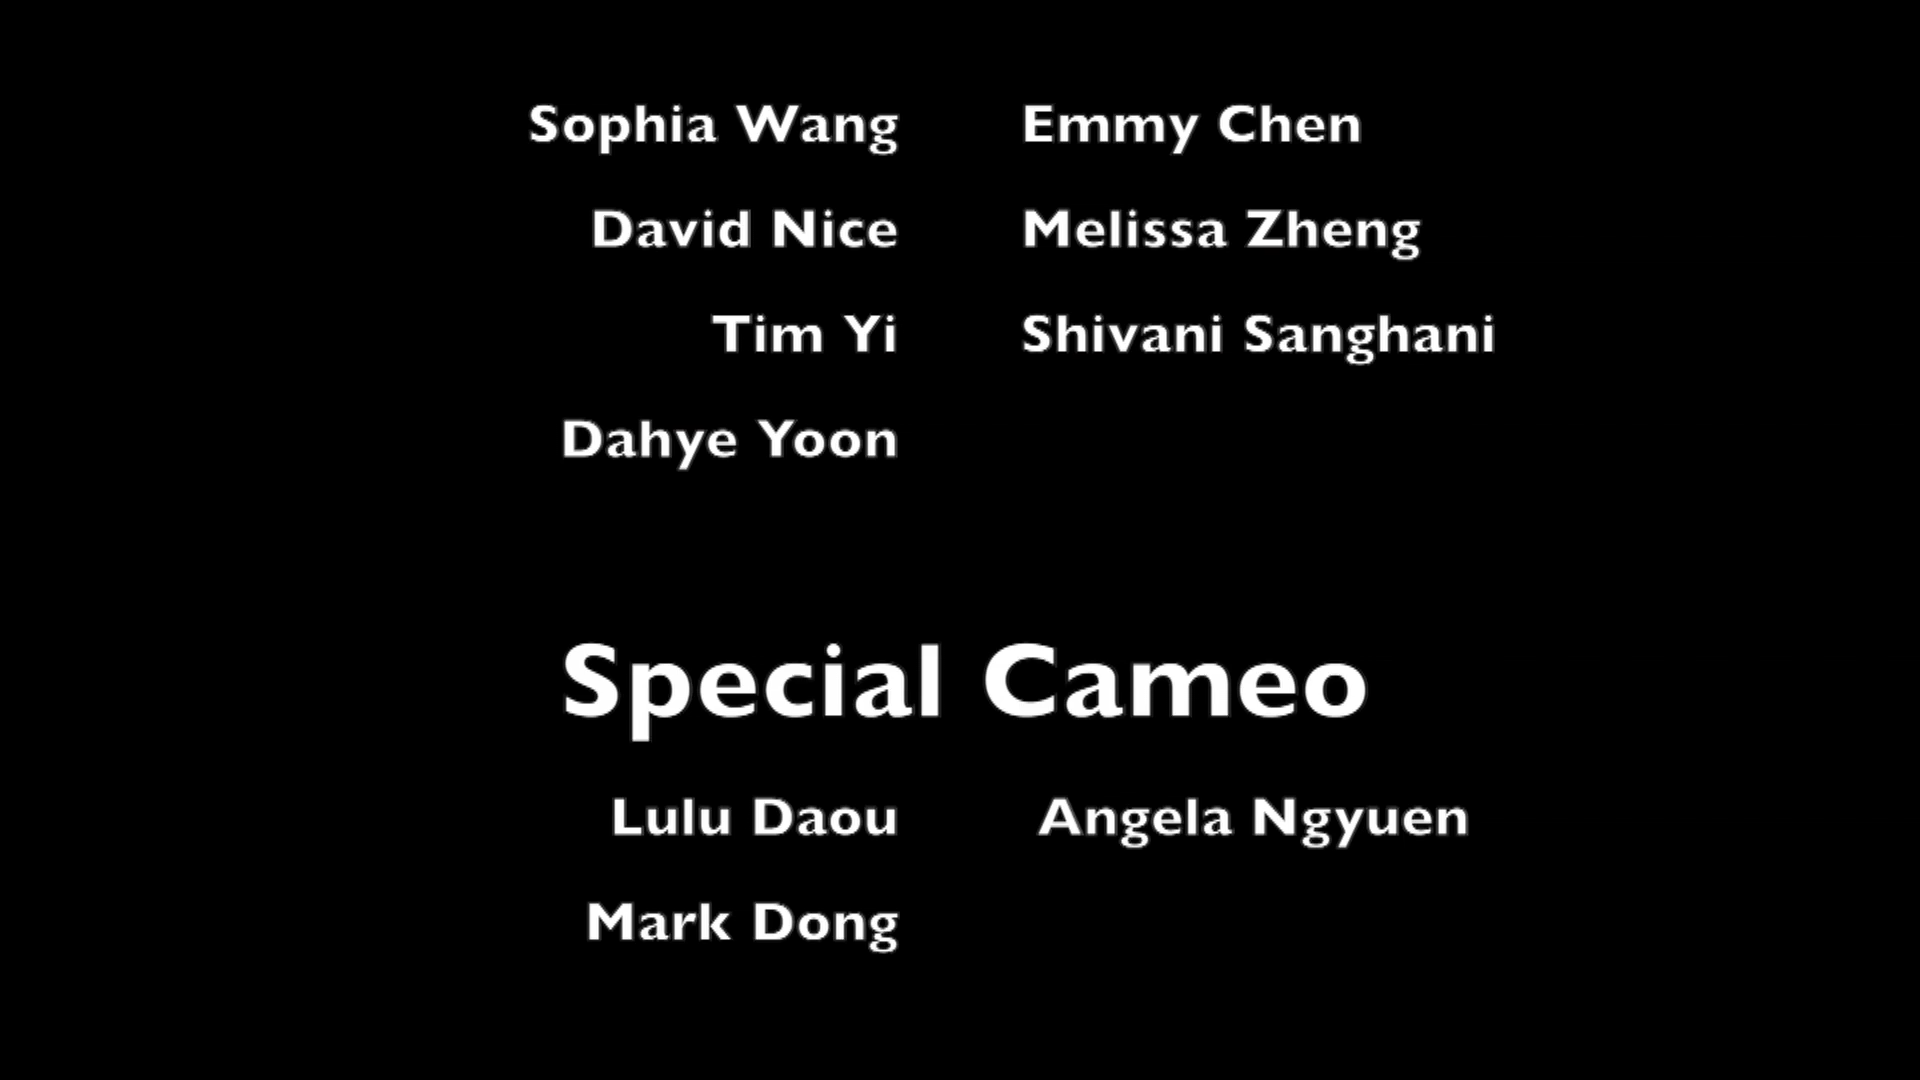 Sophia Wang Emmy Chen
David Nice Melissa Zheng
Tim Yi Shivani Sanghani
Dahye Yoon
Special Cameo
Lulu Daou Angela Ngyuen
Mark Dong